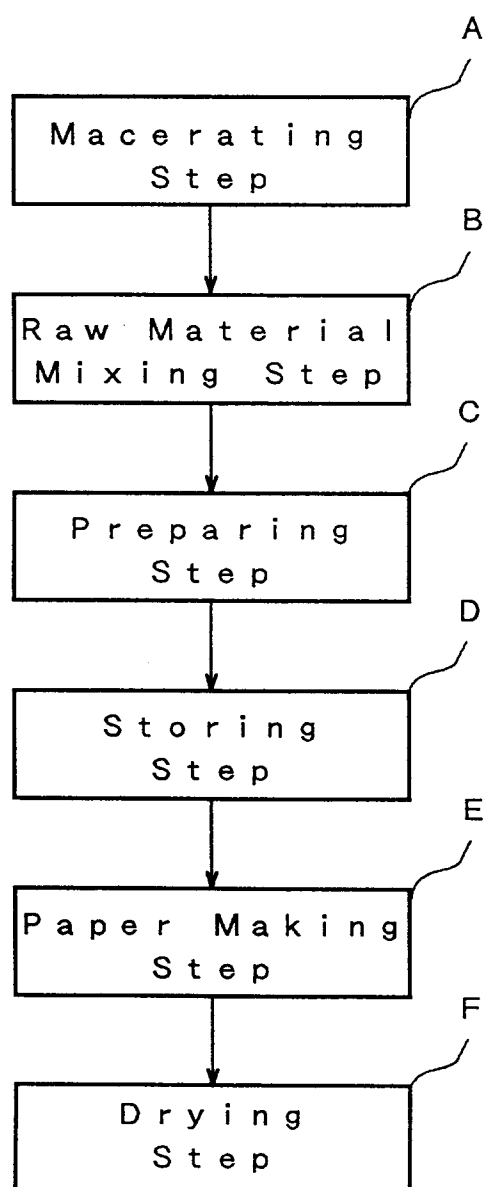 A
Macerating
Step
B
Raw Material
Mixing Step
C
Preparing
Step
D
Storing
Step
E
Paper Making
Step
F
Drying
Step